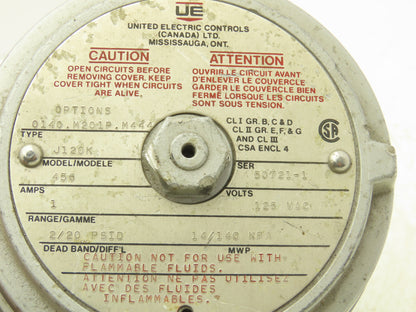 UE
UNITED ELECTRIC CONTROLS
(CANADA) LTD.
MISSISSAUGA, ONT.
CAUTION
OPEN CIRCUITS BEFORE
REMOVING COVER. KEEP
COVER TIGHT WHEN CIRCUITS
ARE ALIVE.
ATTENTION
OUVRIR LE CIRCUIT AVANT
D'ENLEVER LE COUVERCLE
GARDER LE COUVERCLE BIEN
FERMÉ LORSQUE LES CIRCUITS
SONT SOUS TENSION.
OPTIONS
0140,M201P,M444
TYPE
J120K
MODEL/MODELE
456
AMPS
1
RANGE/GAMME
2/20 PSID
DEAD BAND/DIFF'L
CL I GR. B, C & D
CL II GR. E, F, & G
AND CL III
CSA ENCL 4
SER
50721-1
VOLTS
125 VAC
14/140 KPA
MWP
CAUTION NOT FOR USE WITH
FLAMMABLE FLUIDS.
ATTENTION NE PAS UTILISEZ
AVEC DES FLUIDES
INFLAMMABLES.